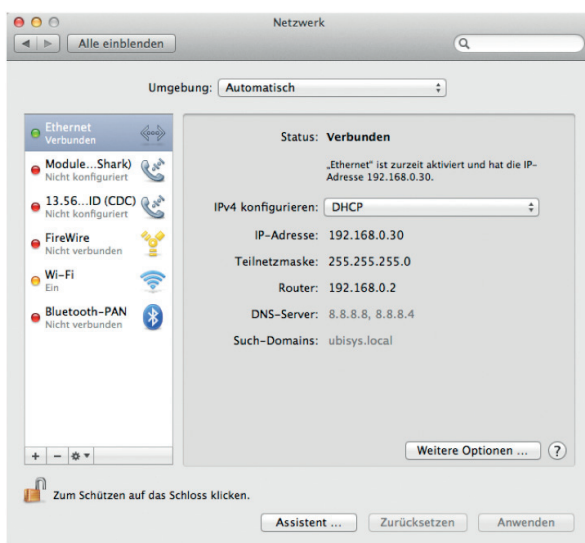 Netzwerk
Alle einblenden
Umgebung: Automatisch
Ethernet
Verbunden
Module...Shark)
Nicht konfiguriert
13.56...ID (CDC)
Nicht konfiguriert
FireWire
Nicht verbunden
Wi-Fi
Ein
Bluetooth-PAN
Nicht verbunden
Status: Verbunden
„Ethernet“ ist zurzeit aktiviert und hat die IP-
Adresse 192.168.0.30.
IPv4 konfigurieren: DHCP
IP-Adresse: 192.168.0.30
Teilnetzmaske: 255.255.255.0
Router: 192.168.0.2
DNS-Server: 8.8.8.8, 8.8.8.4
Such-Domains: ubisys.local
Weitere Optionen ... ?
Zum Schützen auf das Schloss klicken.
Assistent ... Zurücksetzen Anwenden